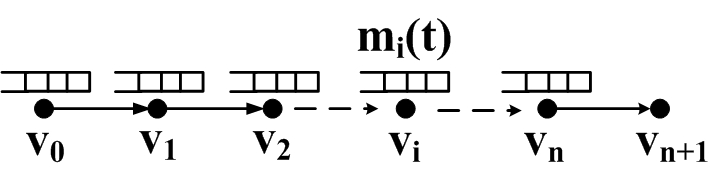 mᵢ(t)
v₀ v₁ v₂ vᵢ vₙ vₙ₊₁